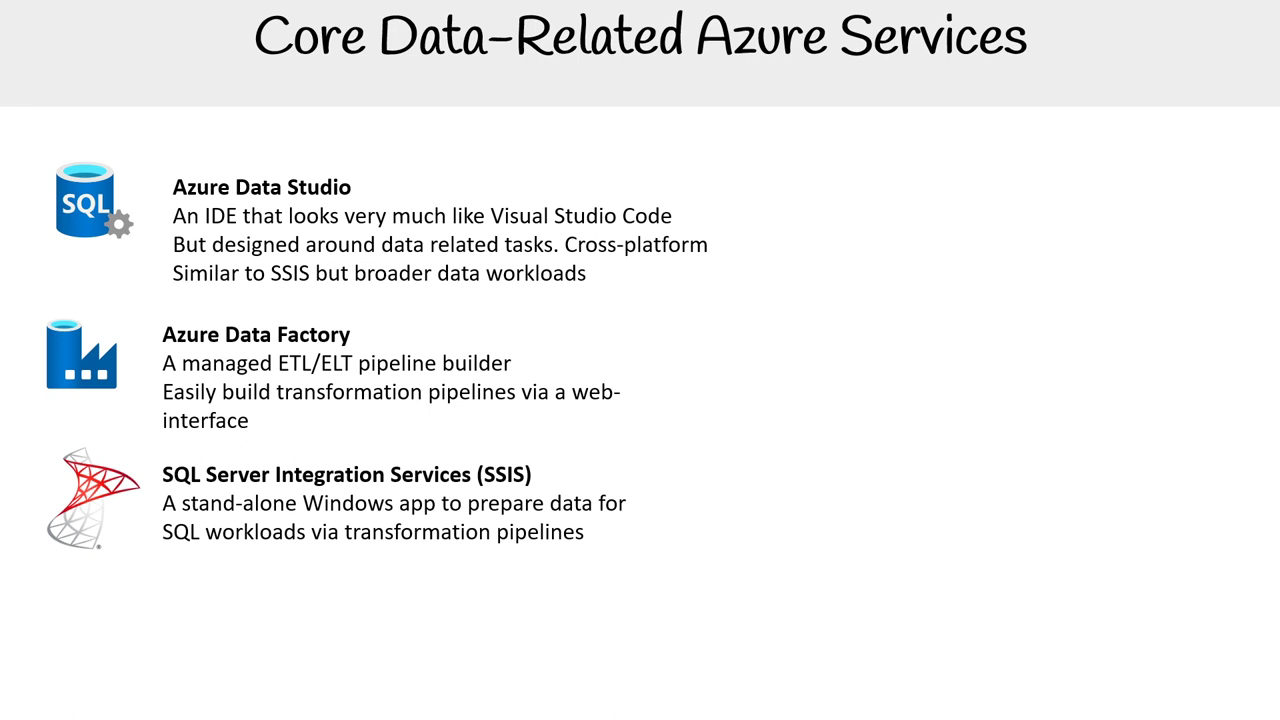 Core Data-Related Azure Services
SQL
Azure Data Studio
An IDE that looks very much like Visual Studio Code
But designed around data related tasks. Cross-platform
Similar to SSIS but broader data workloads
Azure Data Factory
A managed ETL/ELT pipeline builder
Easily build transformation pipelines via a web-
interface
SQL Server Integration Services (SSIS)
A stand-alone Windows app to prepare data for
SQL workloads via transformation pipelines